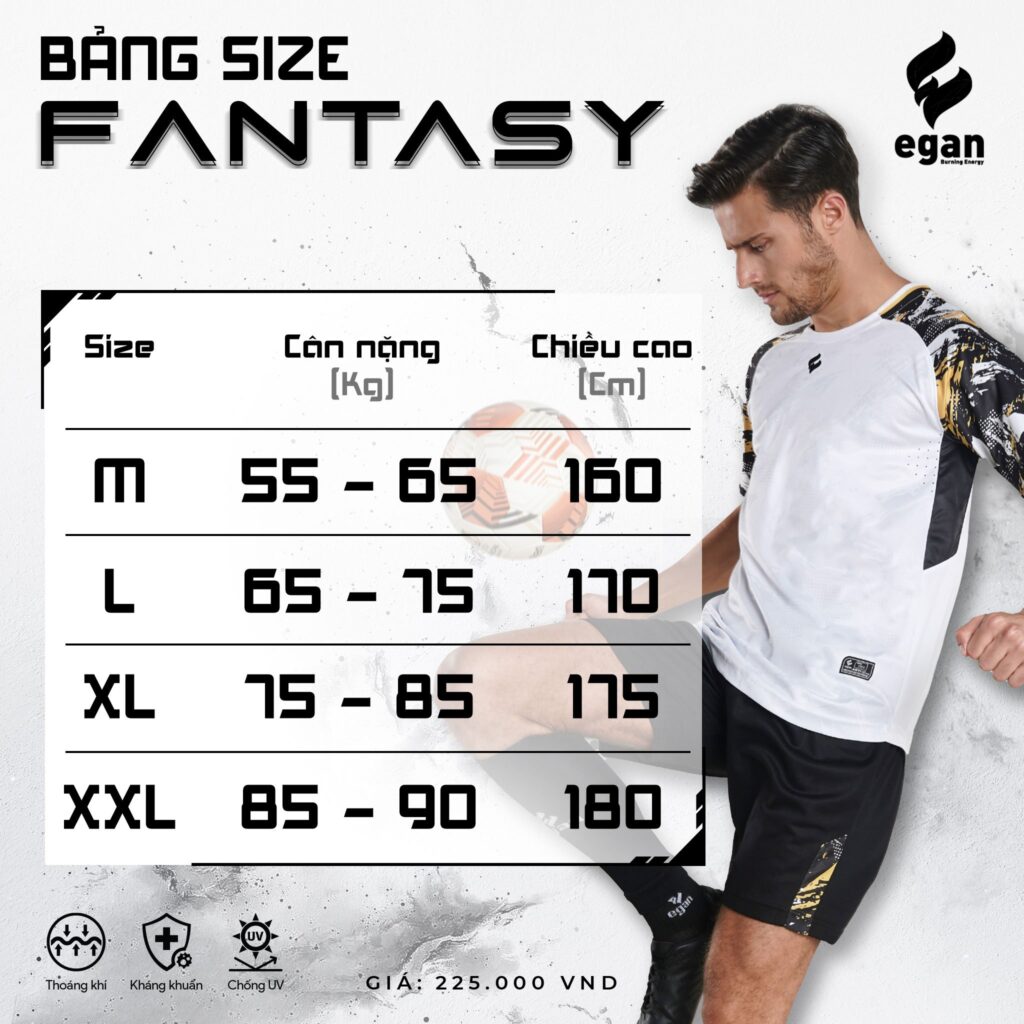 BẢNG SIZE
FANTASY
egan
Burning Energy
Size Cân nặng Chiều cao
(Kg) (Cm)
M 55 - 65 160
L 65 - 75 170
XL 75 - 85 175
XXL 85 - 90 180
egan
UV
Thoáng khí Kháng khuẩn Chống UV
GIÁ: 225.000 VND